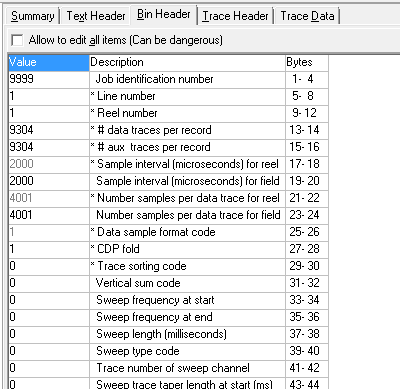 Summary Text Header Bin Header Trace Header Trace Data
Allow to edit all items (Can be dangerous)
Value Description Bytes
9999 Job identification number 1- 4
1 * Line number 5- 8
1 * Reel number 9- 12
9304 * # data traces per record 13- 14
9304 * # aux traces per record 15- 16
2000 * Sample interval (microseconds) for reel 17- 18
2000 Sample interval (microseconds) for field 19- 20
4001 * Number samples per data trace for reel 21- 22
4001 Number samples per data trace for field 23- 24
1 * Data sample format code 25- 26
1 * CDP fold 27- 28
0 * Trace sorting code 29- 30
0 Vertical sum code 31- 32
0 Sweep frequency at start 33- 34
0 Sweep frequency at end 35- 36
0 Sweep length (milliseconds) 37- 38
0 Sweep type code 39- 40
0 Trace number of sweep channel 41- 42
0 Sweep trace taper length at start (ms) 43- 44